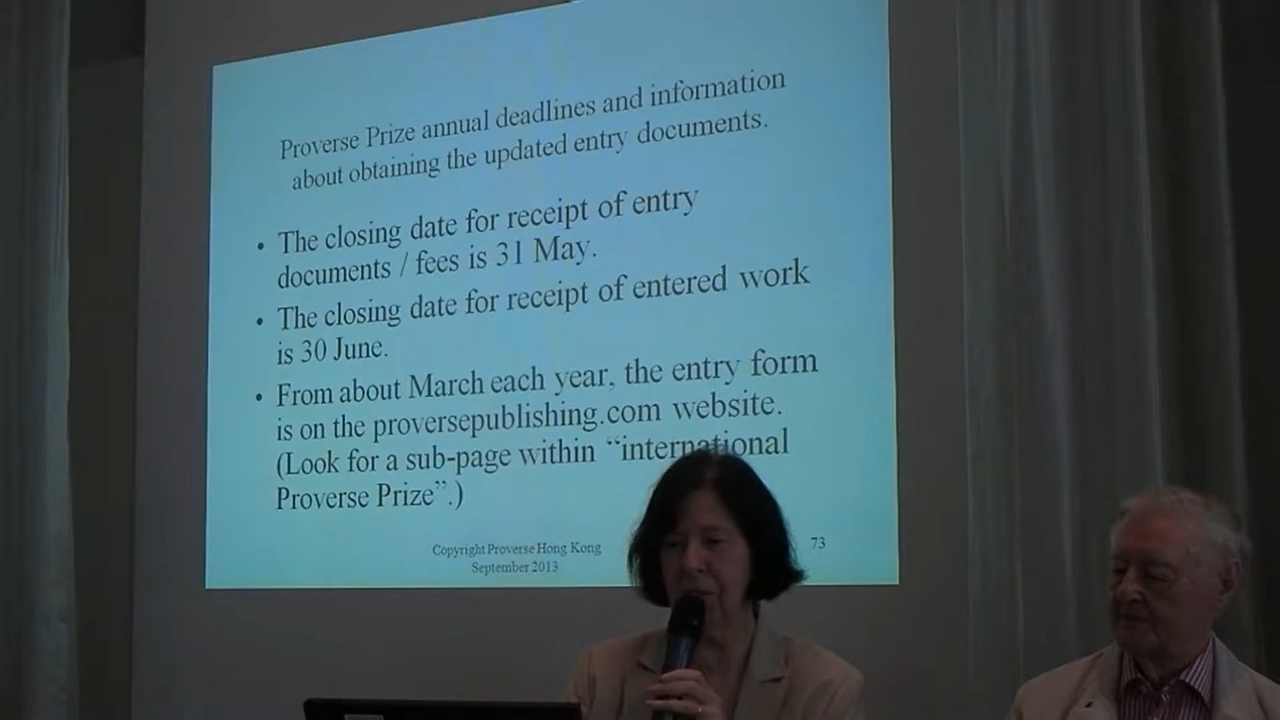 Proverse Prize annual deadlines and information
about obtaining the updated entry documents.
• The closing date for receipt of entry
documents / fees is 31 May.
• The closing date for receipt of entered work
is 30 June.
• From about March each year, the entry form
is on the proversepublishing.com website.
(Look for a sub-page within “international
Proverse Prize”.)
Copyright Proverse Hong Kong
September 2013
73